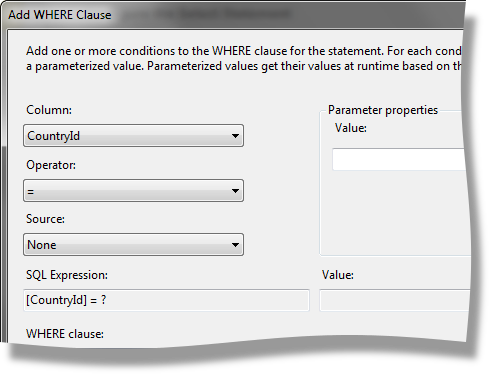 Add WHERE Clause
Add one or more conditions to the WHERE clause for the statement. For each cond
a parameterized value. Parameterized values get their values at runtime based on th
Column:
Parameter properties
CountryId
Value:
Operator:
=
Source:
None
SQL Expression:
Value:
[CountryId] = ?
WHERE clause: